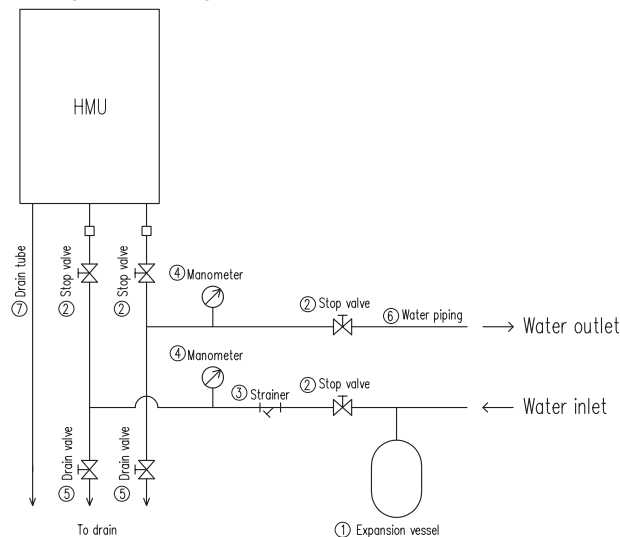 HMU
⑦ Drain tube
② Stop valve
② Stop valve
④ Manometer
② Stop valve
⑥ Water piping
Water outlet
④ Manometer
③ Strainer
② Stop valve
Water inlet
⑤ Drain valve
⑤ Drain valve
To drain
① Expansion vessel